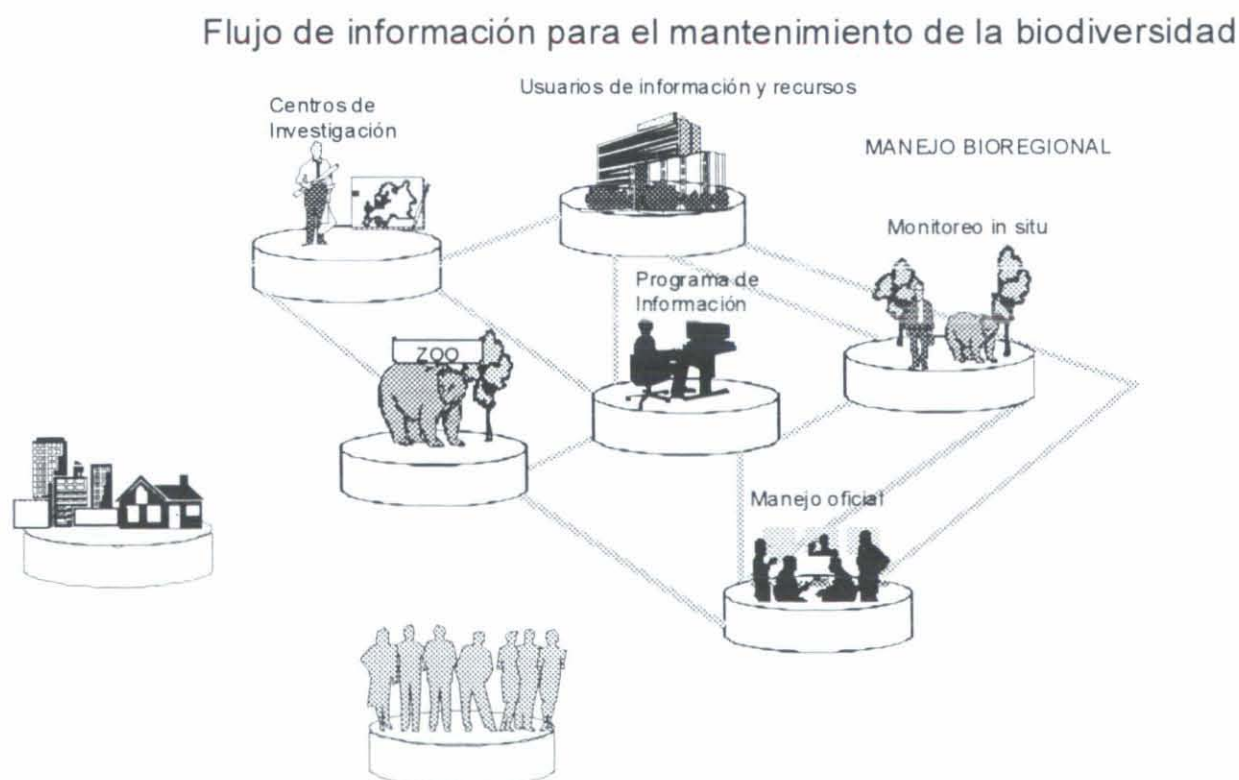 Flujo de información para el mantenimiento de la biodiversidad
Usuarios de información y recursos
Centros de
Investigación
MANEJO BIOREGIONAL
Monitoreo in situ
Programa de
Información
ZOO
Manejo oficial